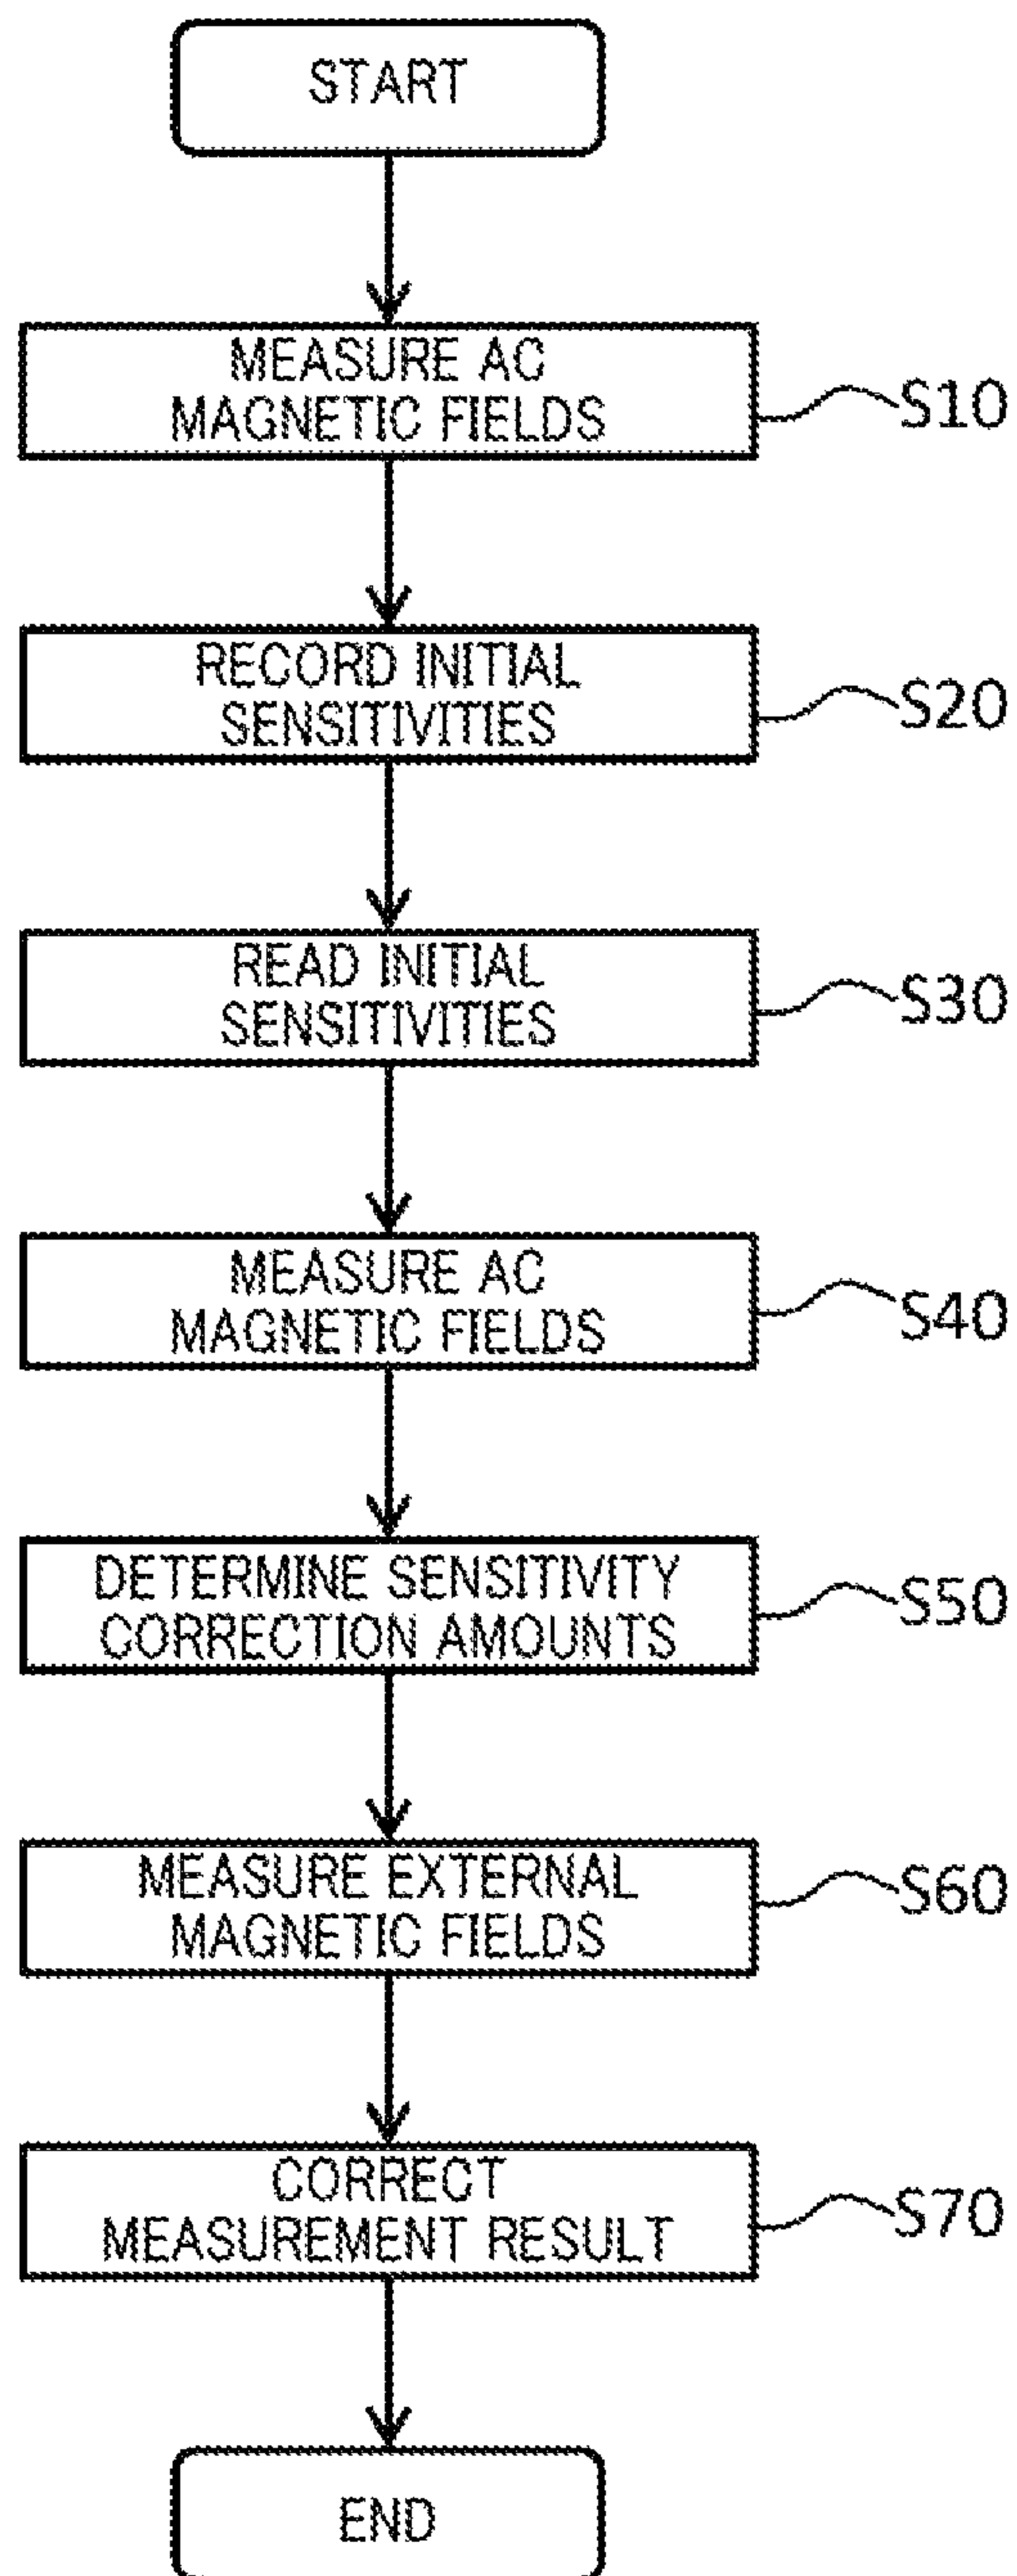 START
MEASURE AC
MAGNETIC FIELDS
S10
RECORD INITIAL
SENSITIVITIES
S20
READ INITIAL
SENSITIVITIES
S30
MEASURE AC
MAGNETIC FIELDS
S40
DETERMINE SENSITIVITY
CORRECTION AMOUNTS
S50
MEASURE EXTERNAL
MAGNETIC FIELDS
S60
CORRECT
MEASUREMENT RESULT
S70
END